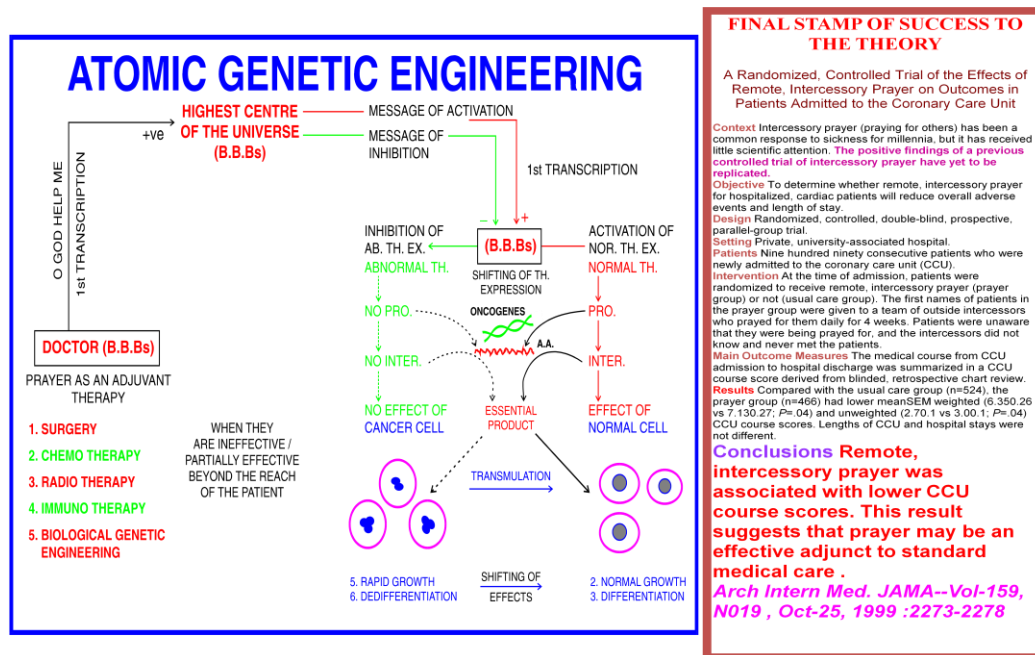 ATOMIC GENETIC ENGINEERING
HIGHEST CENTRE
OF THE UNIVERSE
(B.B.Bs)
+ve
MESSAGE OF ACTIVATION
MESSAGE OF
INHIBITION
1st TRANSCRIPTION
O GOD HELP ME
1st TRANSCRIPTION
DOCTOR (B.B.Bs)
PRAYER AS AN ADJUVANT
THERAPY
1. SURGERY
2. CHEMO THERAPY
3. RADIO THERAPY
4. IMMUNO THERAPY
5. BIOLOGICAL GENETIC
ENGINEERING
WHEN THEY
ARE INEFFECTIVE /
PARTIALLY EFFECTIVE
BEYOND THE REACH
OF THE PATIENT
– +
INHIBITION OF
AB. TH. EX.
(B.B.Bs)
ACTIVATION OF
NOR. TH. EX.
ABNORMAL TH.
SHIFTING OF TH.
EXPRESSION
NORMAL TH.
NO PRO.
ONCOGENES
PRO.
A.A.
NO INTER.
INTER.
NO EFFECT OF
CANCER CELL
ESSENTIAL
PRODUCT
EFFECT OF
NORMAL CELL
TRANSMULATION
5. RAPID GROWTH
6. DEDIFFERENTIATION
SHIFTING OF
EFFECTS
2. NORMAL GROWTH
3. DIFFERENTIATION
FINAL STAMP OF SUCCESS TO
THE THEORY
A Randomized, Controlled Trial of the Effects of
Remote, Intercessory Prayer on Outcomes in
Patients Admitted to the Coronary Care Unit
Context Intercessory prayer (praying for others) has been a
common response to sickness for millennia, but it has received
little scientific attention. The positive findings of a previous
controlled trial of intercessory prayer have yet to be
replicated.
Objective To determine whether remote, intercessory prayer
for hospitalized, cardiac patients will reduce overall adverse
events and length of stay.
Design Randomized, controlled, double-blind, prospective,
parallel-group trial.
Setting Private, university-associated hospital.
Patients Nine hundred ninety consecutive patients who were
newly admitted to the coronary care unit (CCU).
Intervention At the time of admission, patients were
randomized to receive remote, intercessory prayer (prayer
group) or not (usual care group). The first names of patients in
the prayer group were given to a team of outside intercessors
who prayed for them daily for 4 weeks. Patients were unaware
that they were being prayed for, and the intercessors did not
know and never met the patients.
Main Outcome Measures The medical course from CCU
admission to hospital discharge was summarized in a CCU
course score derived from blinded, retrospective chart review.
Results Compared with the usual care group (n=524), the
prayer group (n=466) had lower meanSEM weighted (6.350.26
vs 7.130.27; P=.04) and unweighted (2.70.1 vs 3.00.1; P=.04)
CCU course scores. Lengths of CCU and hospital stays were
not different.
Conclusions Remote,
intercessory prayer was
associated with lower CCU
course scores. This result
suggests that prayer may be an
effective adjunct to standard
medical care .
Arch Intern Med. JAMA--Vol-159,
N019 , Oct-25, 1999 :2273-2278